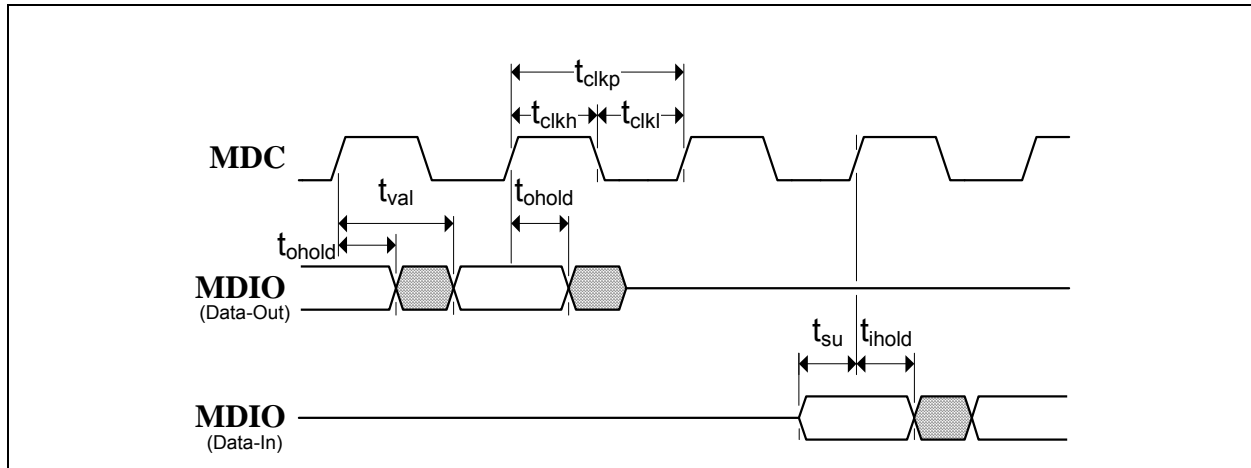 tclkp
tclkh tclkl
MDC
tval tohold
tohold
MDIO
(Data-Out)
tsu tihold
MDIO
(Data-In)